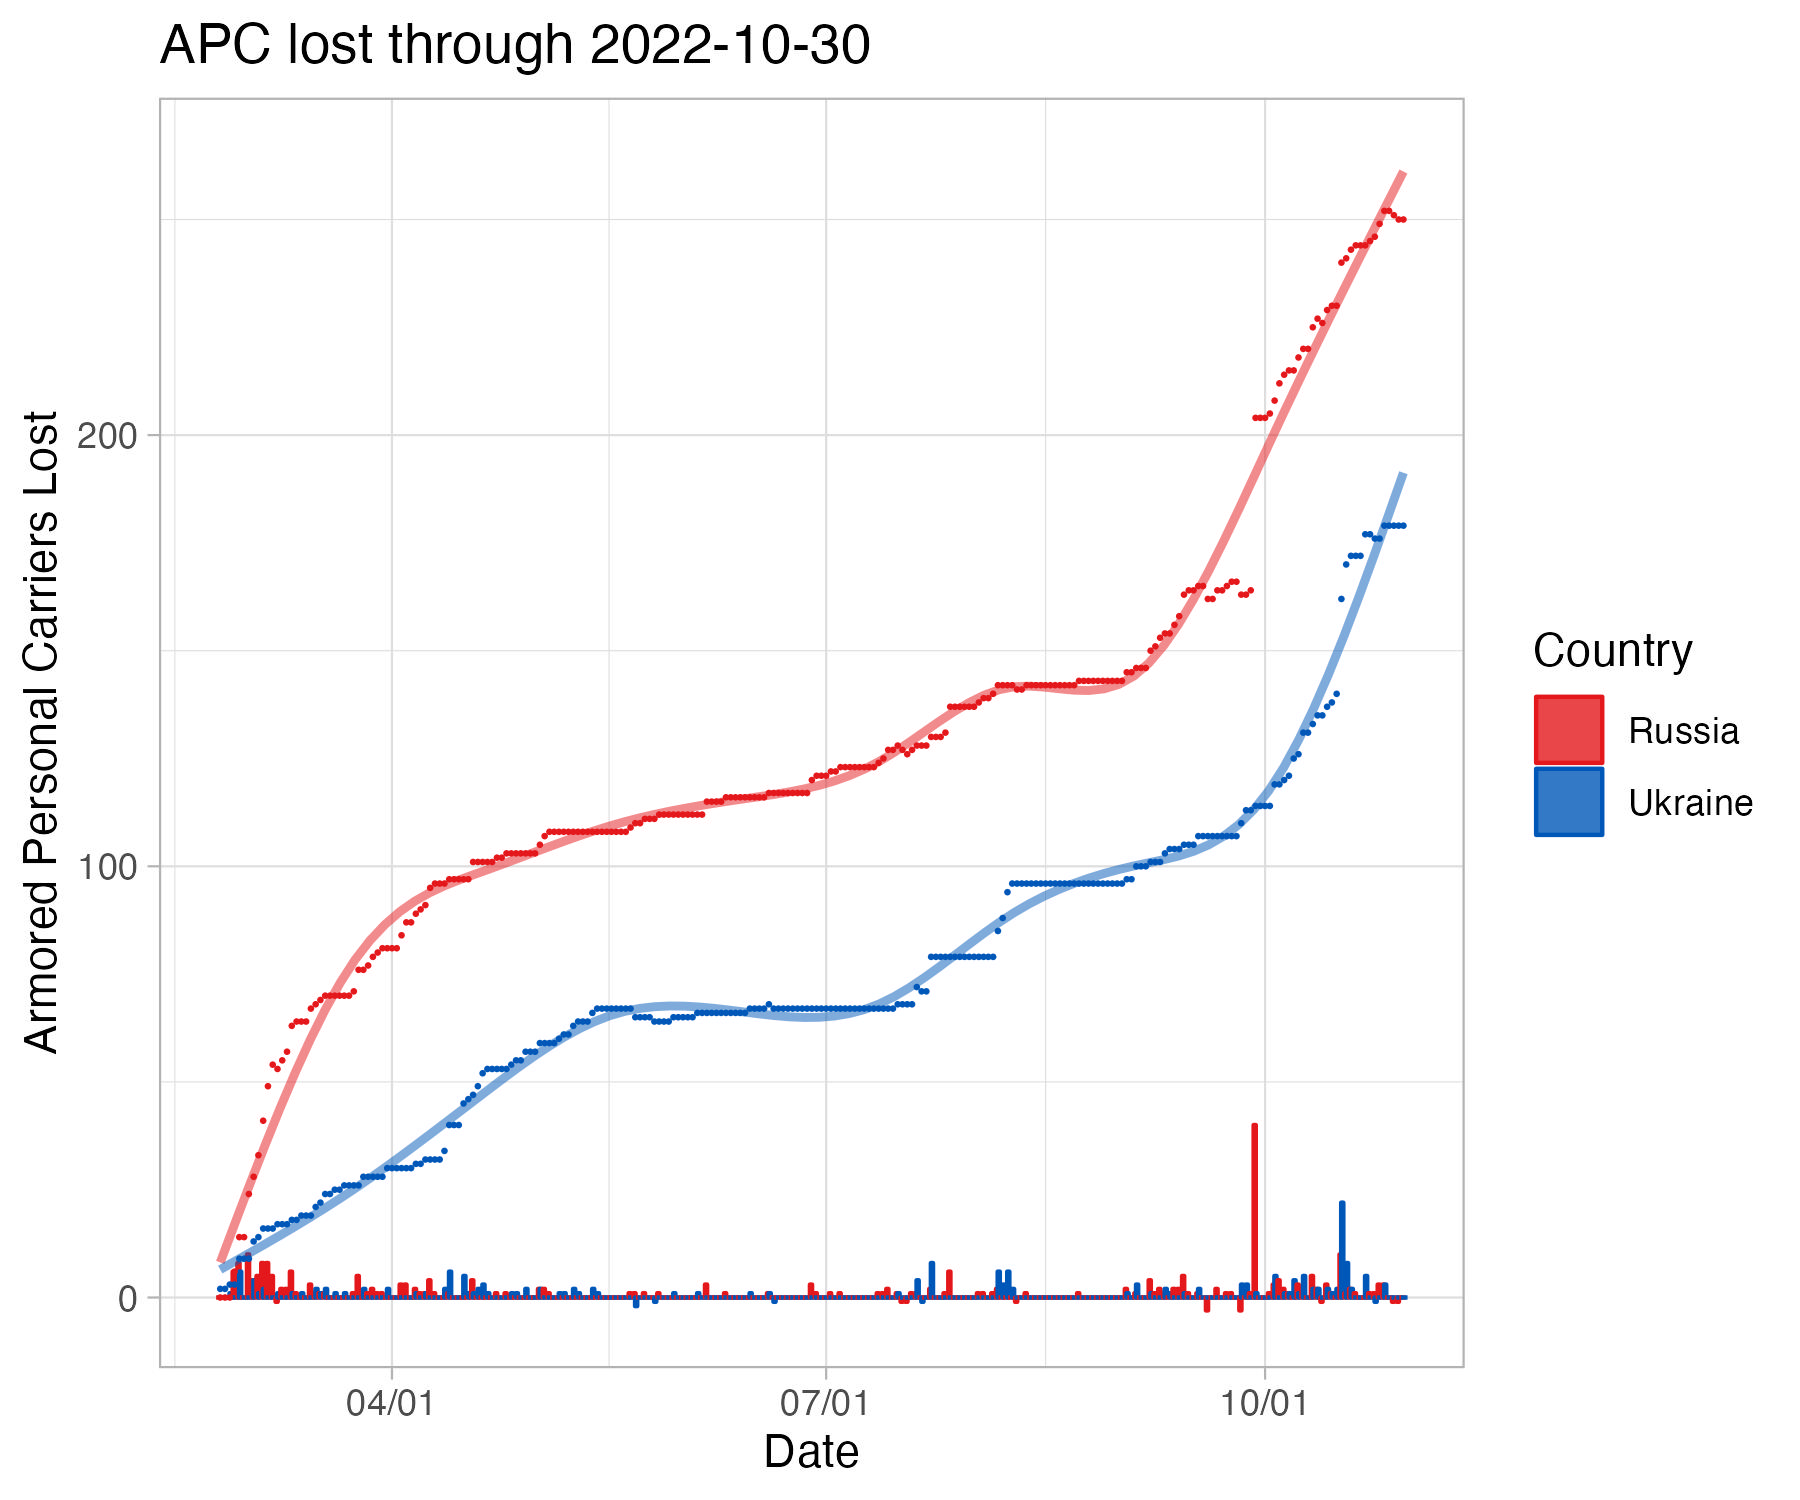 APC lost through 2022-10-30
Armored Personal Carriers Lost
200
100
0
04/01
07/01
10/01
Date
Country
Russia
Ukraine